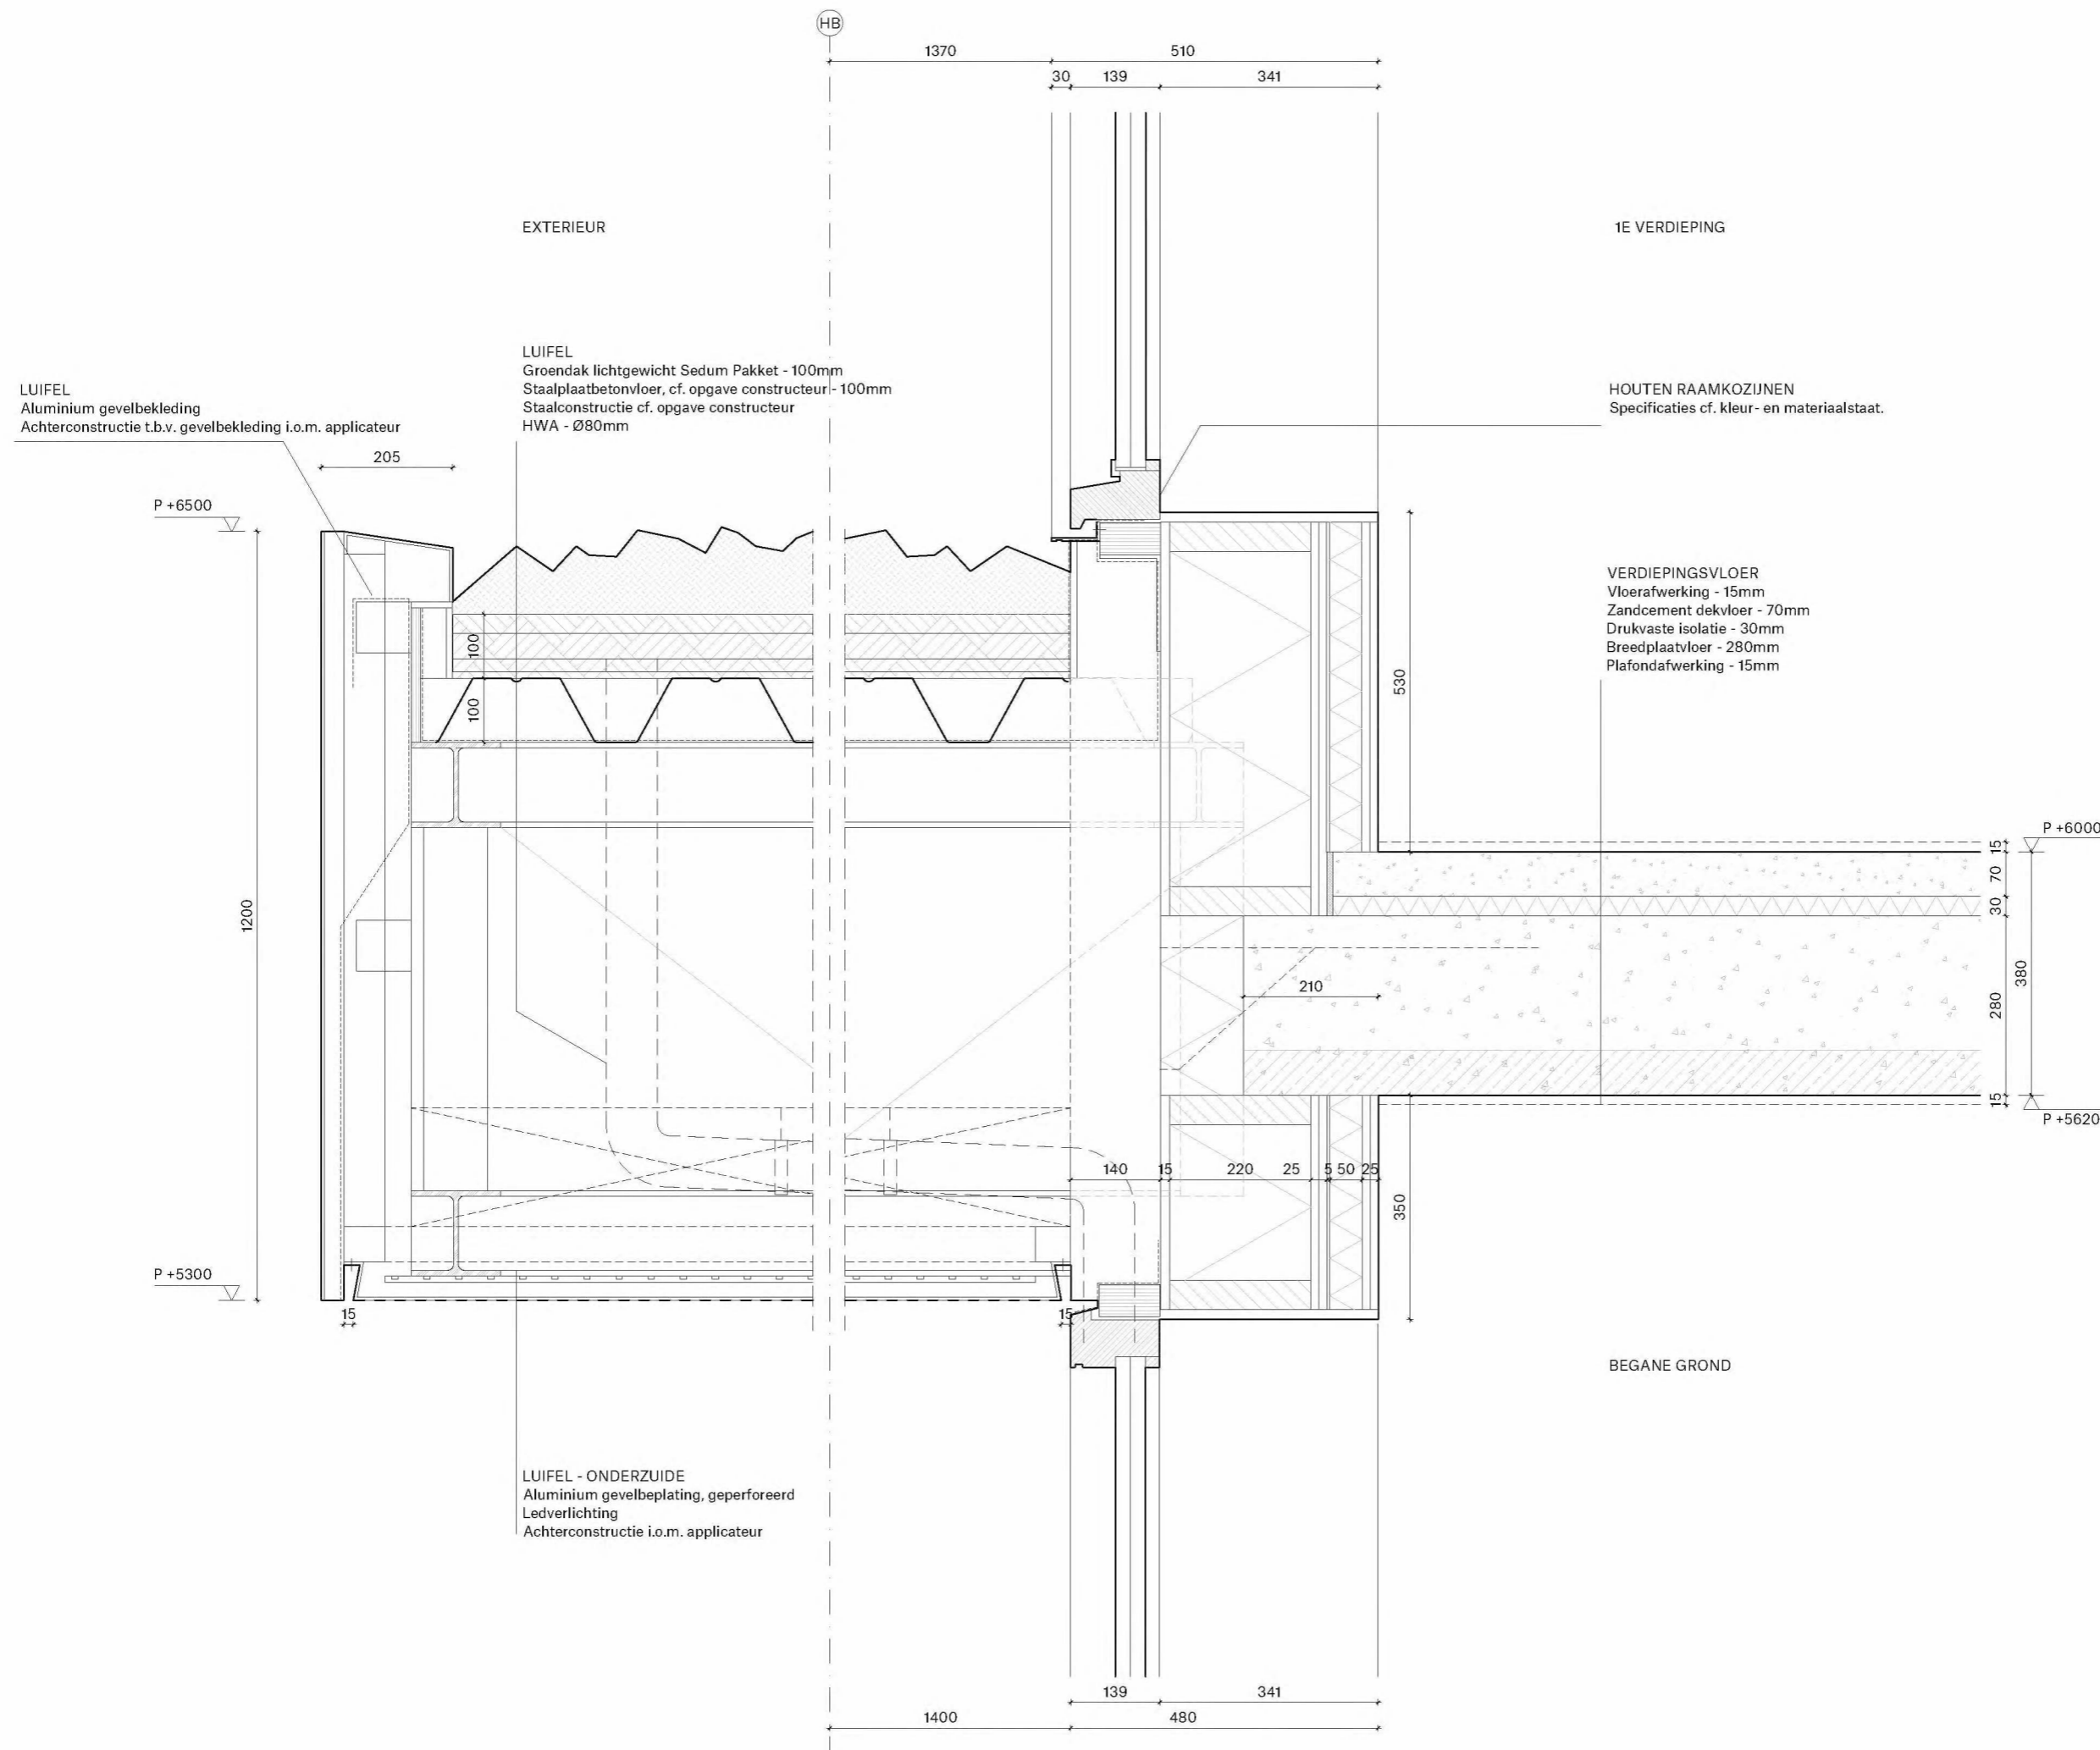 HB
1370
510
30
139
341
EXTERIEUR
1E VERDIEPING
LUIFEL
Groendak lichtgewicht Sedum Pakket - 100mm
Staalplaatbetonvloer, cf. opgave constructeur - 100mm
Staalconstructie cf. opgave constructeur
HWA - Ø80mm
LUIFEL
Aluminium gevelbekleding
Achterconstructie t.b.v. gevelbekleding i.o.m. applicateur
HOUTEN RAAMKOZIJNEN
Specificaties cf. kleur- en materiaalstaat.
205
P +6500
VERDIEPINGSVLOER
Vloerafwerking - 15mm
Zandcement dekvloer - 70mm
Drukvaste isolatie - 30mm
Breedplaatvloer - 280mm
Plafondafwerking - 15mm
100
100
530
P +6000
15
70
30
1200
380
210
280
15
P +5620
140
15
220
25
5
50
25
350
P +5300
15
15
BEGANE GROND
LUIFEL - ONDERZUIDE
Aluminium gevelbeplating, geperforeerd
Ledverlichting
Achterconstructie i.o.m. applicateur
139
341
1400
480